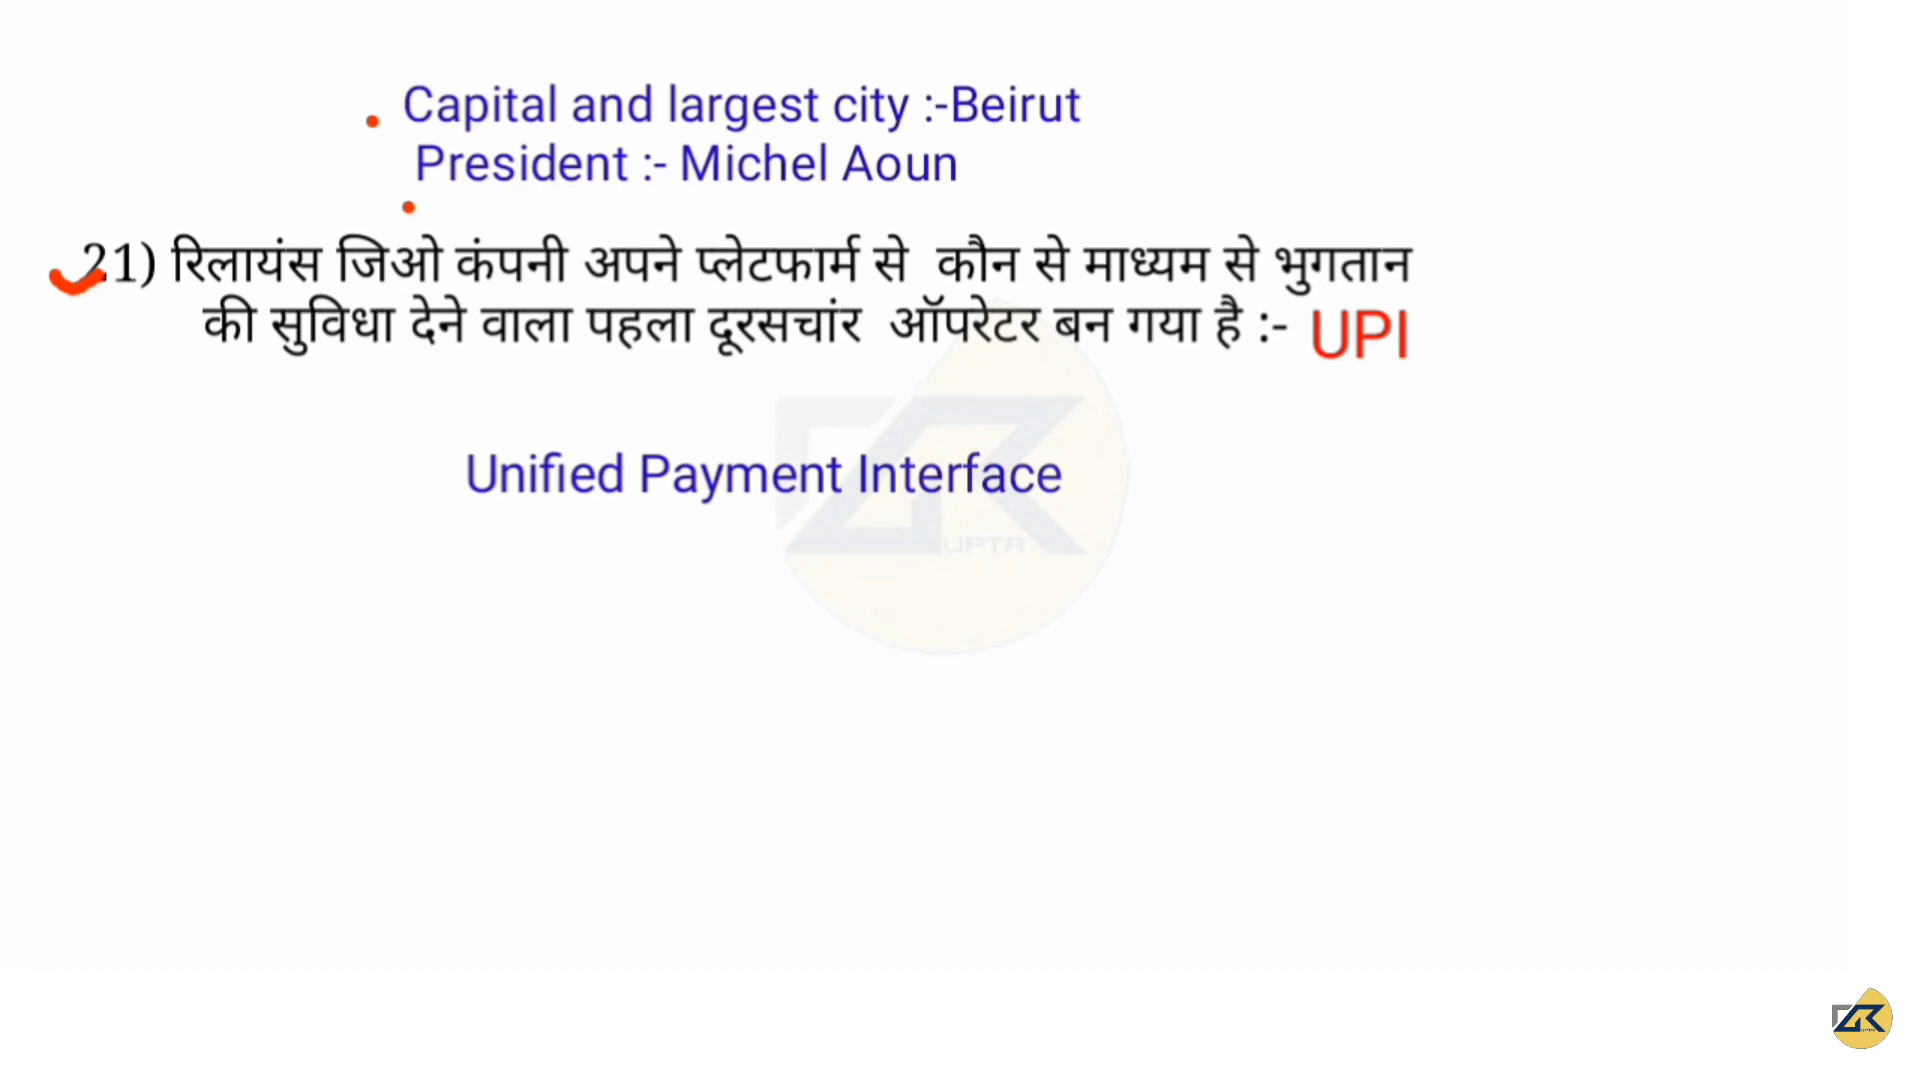 Capital and largest city :-Beirut
President :- Michel Aoun
21) रिलायंस जिओ कंपनी अपने प्लेटफार्म से कौन से माध्यम से भुगतान
की सुविधा देने वाला पहला दूरसचांर ऑपरेटर बन गया है :- UPI
Unified Payment Interface
UPTA